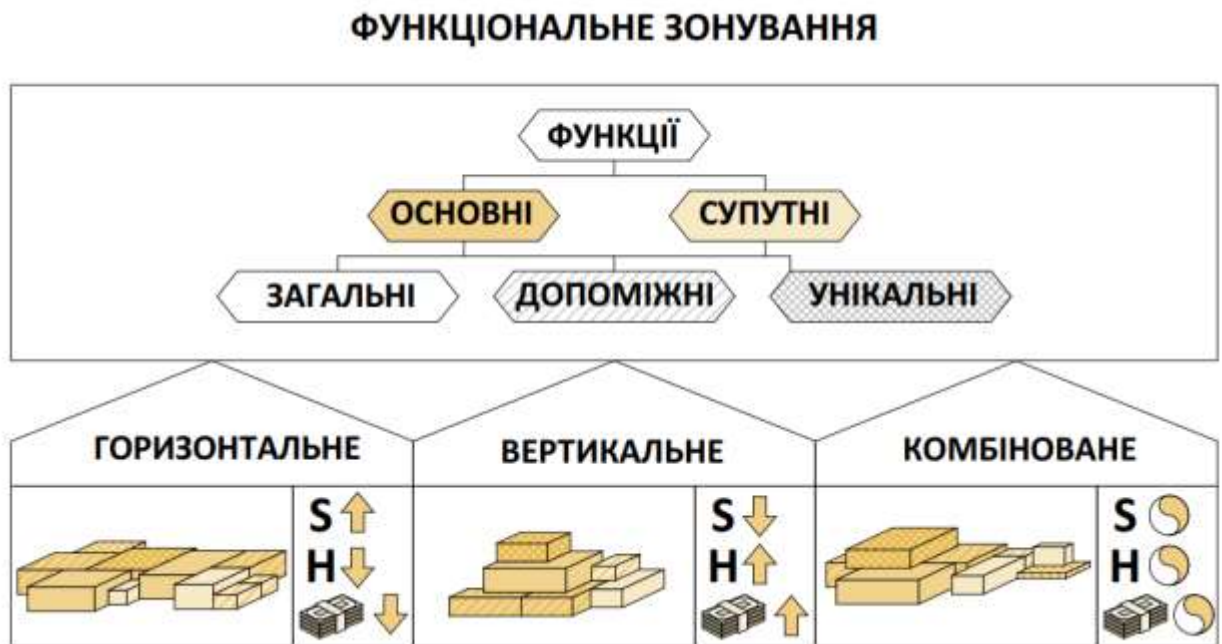 ФУНКЦІОНАЛЬНЕ ЗОНУВАННЯ
ФУНКЦІЇ
ОСНОВНІ
СУПУТНІ
ЗАГАЛЬНІ
ДОПОМІЖНІ
УНІКАЛЬНІ
ГОРИЗОНТАЛЬНЕ
ВЕРТИКАЛЬНЕ
КОМБІНОВАНЕ
S
H
S
H
S
H